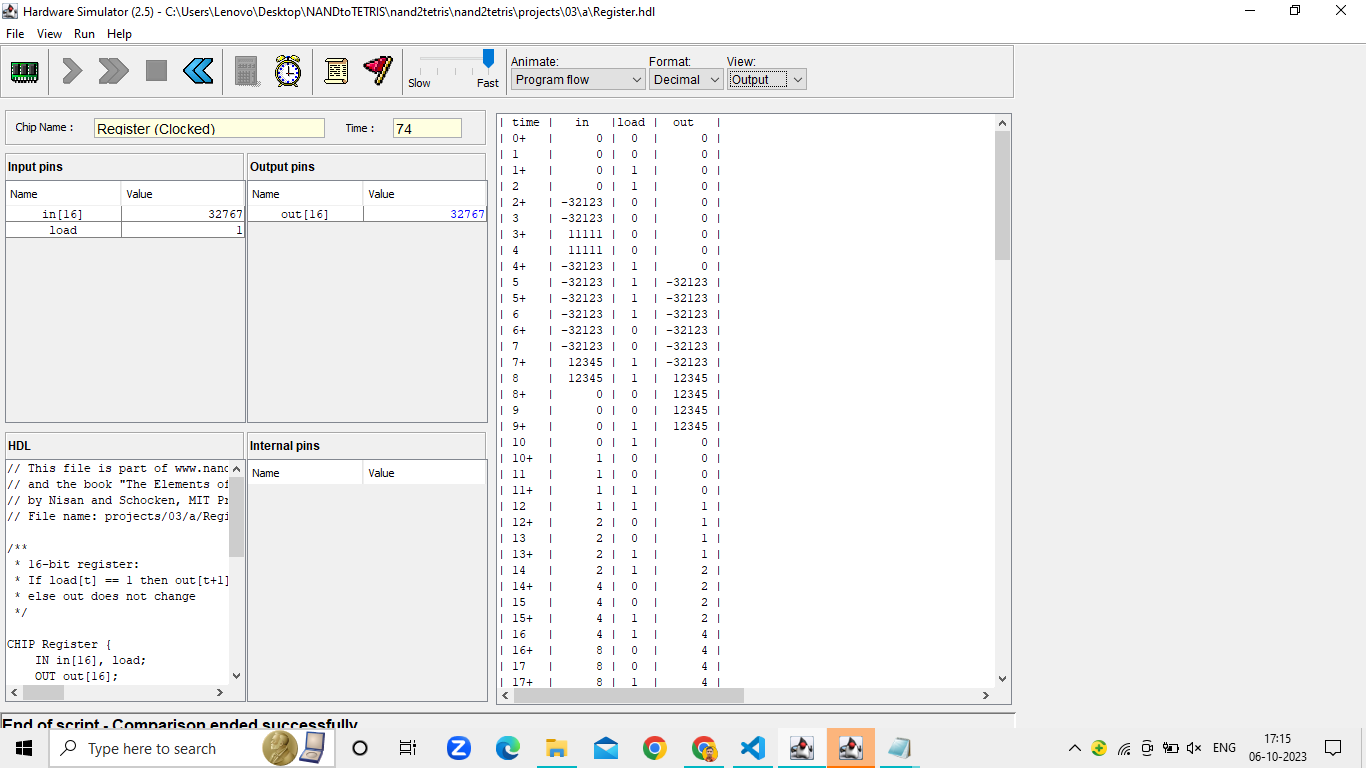 Hardware Simulator (2.5) - C:\Users\Lenovo\Desktop\NANDtoTETRIS\nand2tetris\nand2tetris\projects\03\a\Register.hdl
File View Run Help
Slow Fast
Animate: Format: View:
Program flow Decimal Output
Chip Name : Register (Clocked) Time : 74
Input pins
Name Value
in[16] 32767
load 1
Output pins
Name Value
out[16] 32767
HDL
// This file is part of www.nand
// and the book "The Elements of
// by Nisan and Schocken, MIT Pr
// File name: projects/03/a/Regi
/**
* 16-bit register:
* If load[t] == 1 then out[t+1]
* else out does not change
*/
CHIP Register {
IN in[16], load;
OUT out[16];
Internal pins
Name Value
| time | in |load | out |
| 0+ | 0 | 0 | 0 |
| 1 | 0 | 0 | 0 |
| 1+ | 0 | 1 | 0 |
| 2 | 0 | 1 | 0 |
| 2+ | -32123 | 0 | 0 |
| 3 | -32123 | 0 | 0 |
| 3+ | 11111 | 0 | 0 |
| 4 | 11111 | 0 | 0 |
| 4+ | -32123 | 1 | 0 |
| 5 | -32123 | 1 | -32123 |
| 5+ | -32123 | 1 | -32123 |
| 6 | -32123 | 1 | -32123 |
| 6+ | -32123 | 0 | -32123 |
| 7 | -32123 | 0 | -32123 |
| 7+ | 12345 | 1 | -32123 |
| 8 | 12345 | 1 | 12345 |
| 8+ | 0 | 0 | 12345 |
| 9 | 0 | 0 | 12345 |
| 9+ | 0 | 1 | 12345 |
| 10 | 0 | 1 | 0 |
| 10+ | 1 | 0 | 0 |
| 11 | 1 | 0 | 0 |
| 11+ | 1 | 1 | 0 |
| 12 | 1 | 1 | 1 |
| 12+ | 2 | 0 | 1 |
| 13 | 2 | 0 | 1 |
| 13+ | 2 | 1 | 1 |
| 14 | 2 | 1 | 2 |
| 14+ | 4 | 0 | 2 |
| 15 | 4 | 0 | 2 |
| 15+ | 4 | 1 | 2 |
| 16 | 4 | 1 | 4 |
| 16+ | 8 | 0 | 4 |
| 17 | 8 | 0 | 4 |
| 17+ | 8 | 1 | 4 |
End of script - Comparison ended successfully
Type here to search
ENG
17:15
06-10-2023